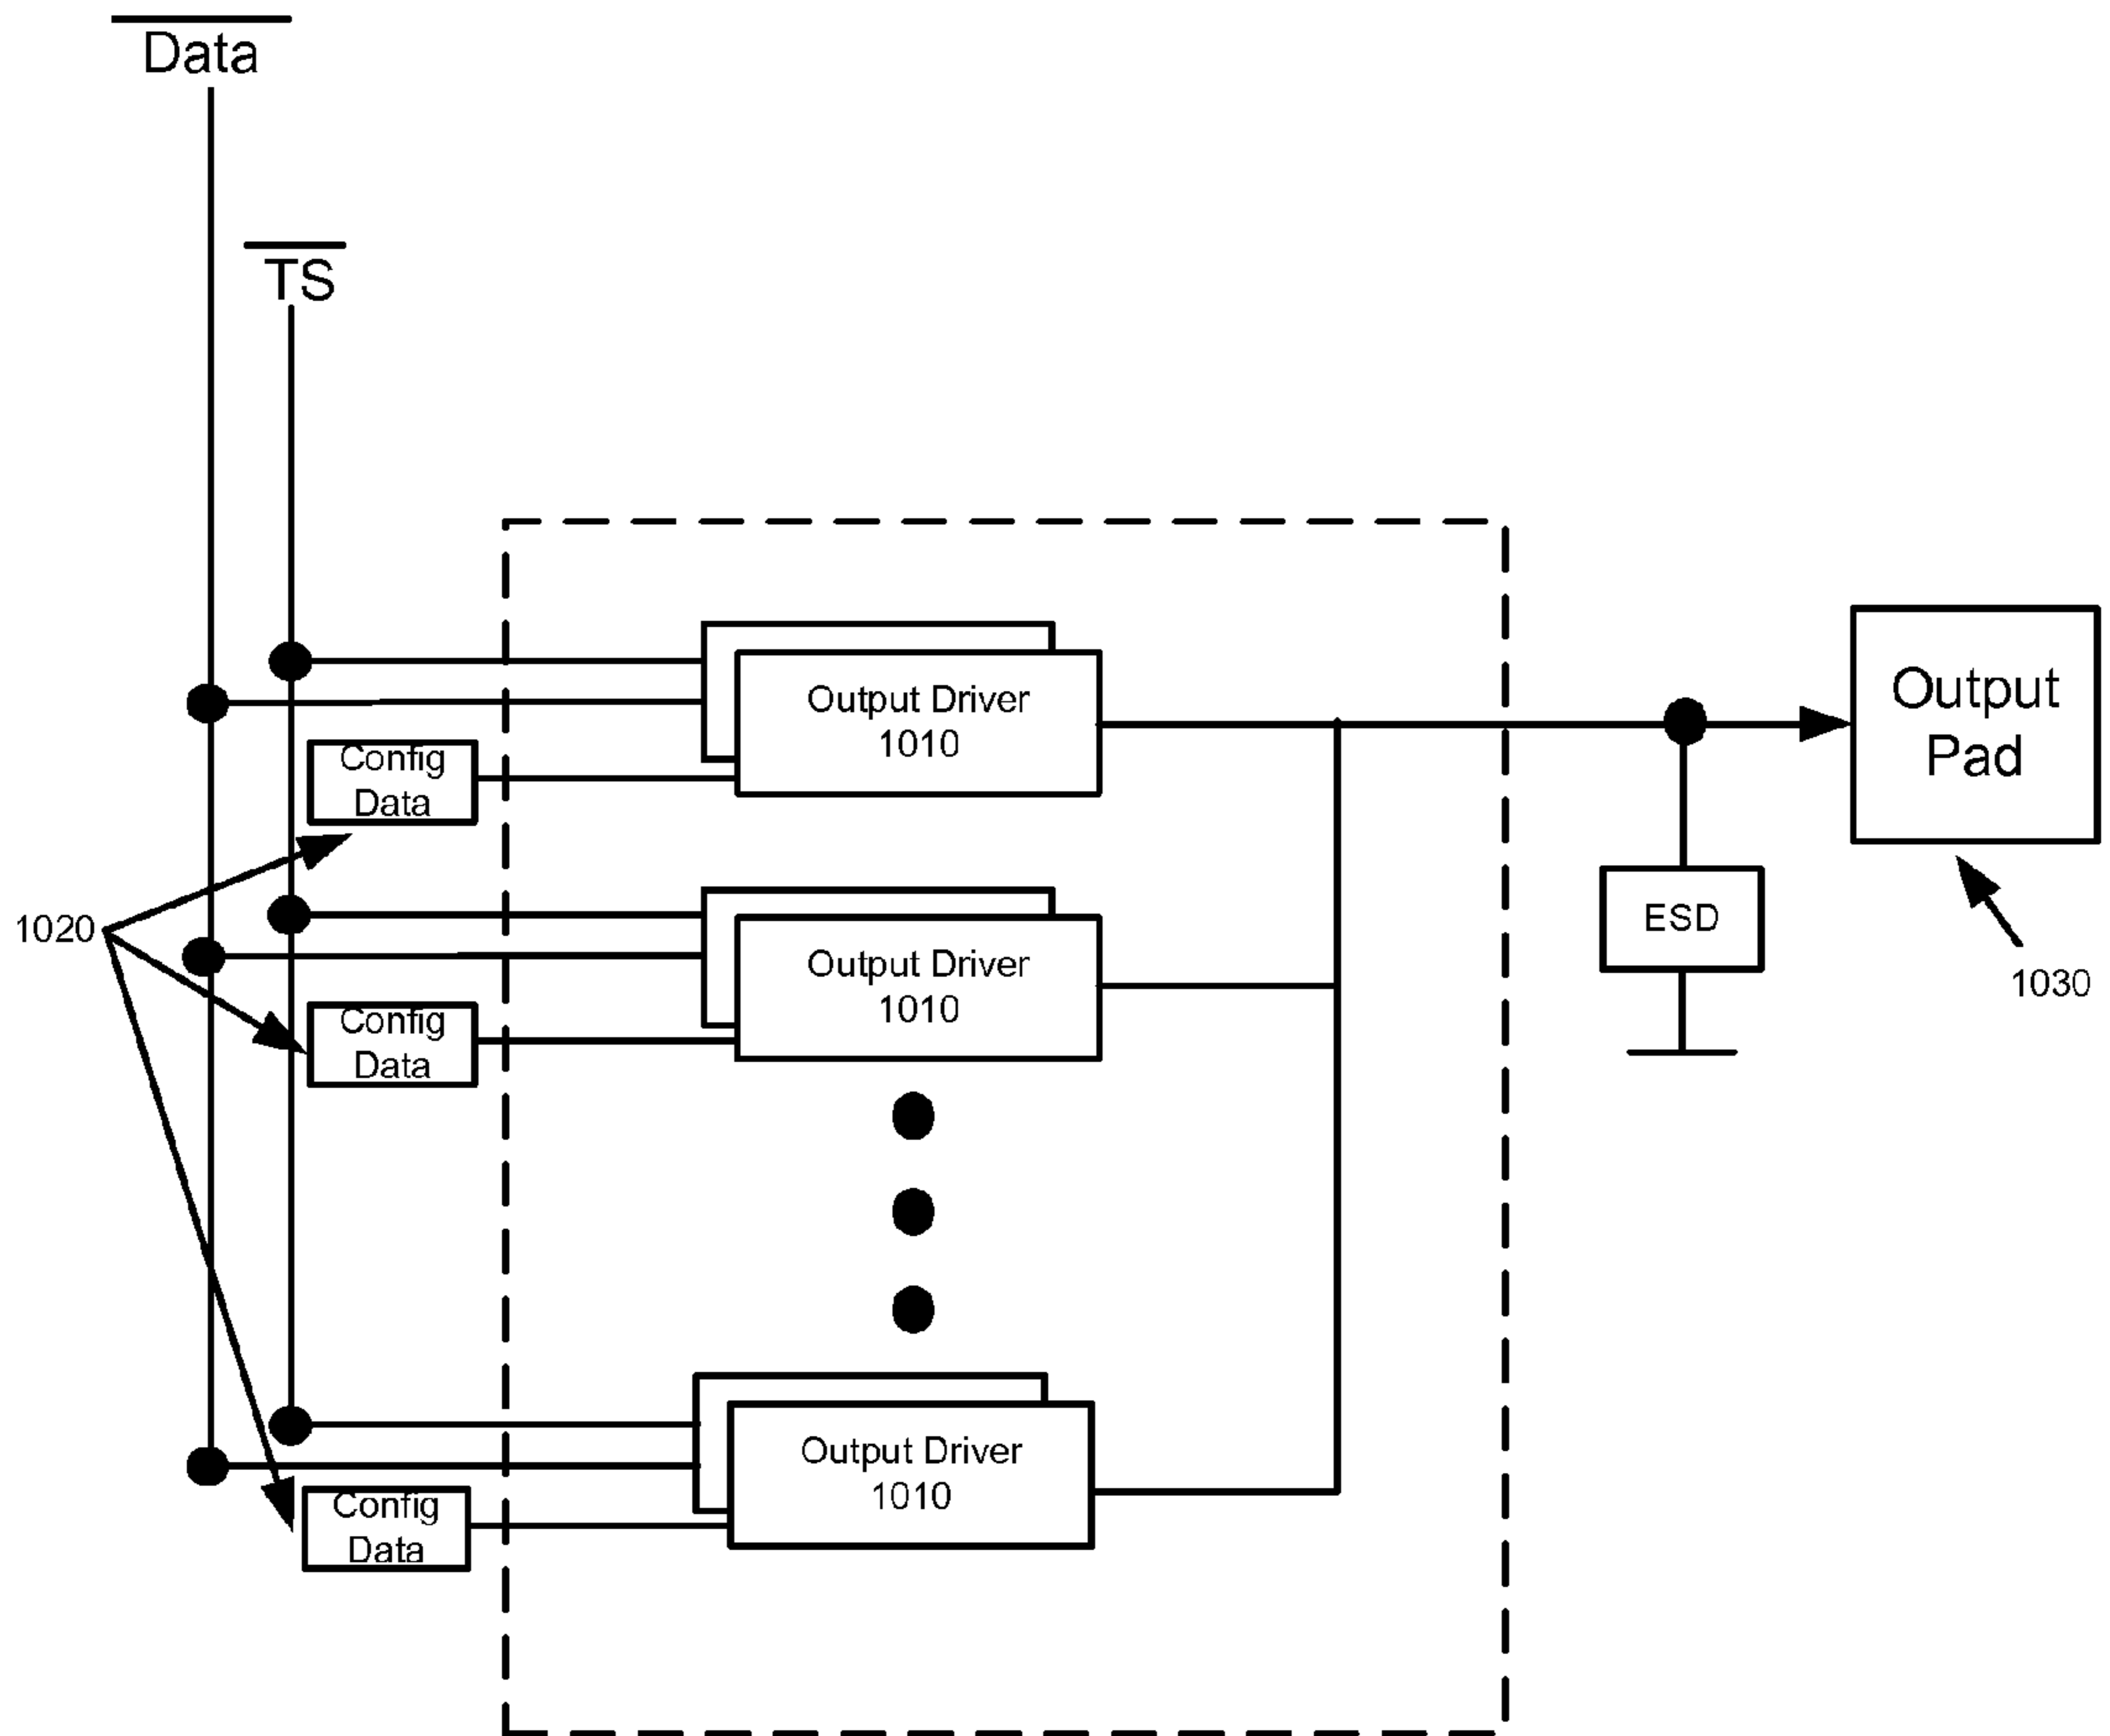 Data
TS
Output Driver
1010
Output
Pad
Config
Data
1020
ESD
Output Driver
1010
1030
Config
Data
Output Driver
1010
Config
Data